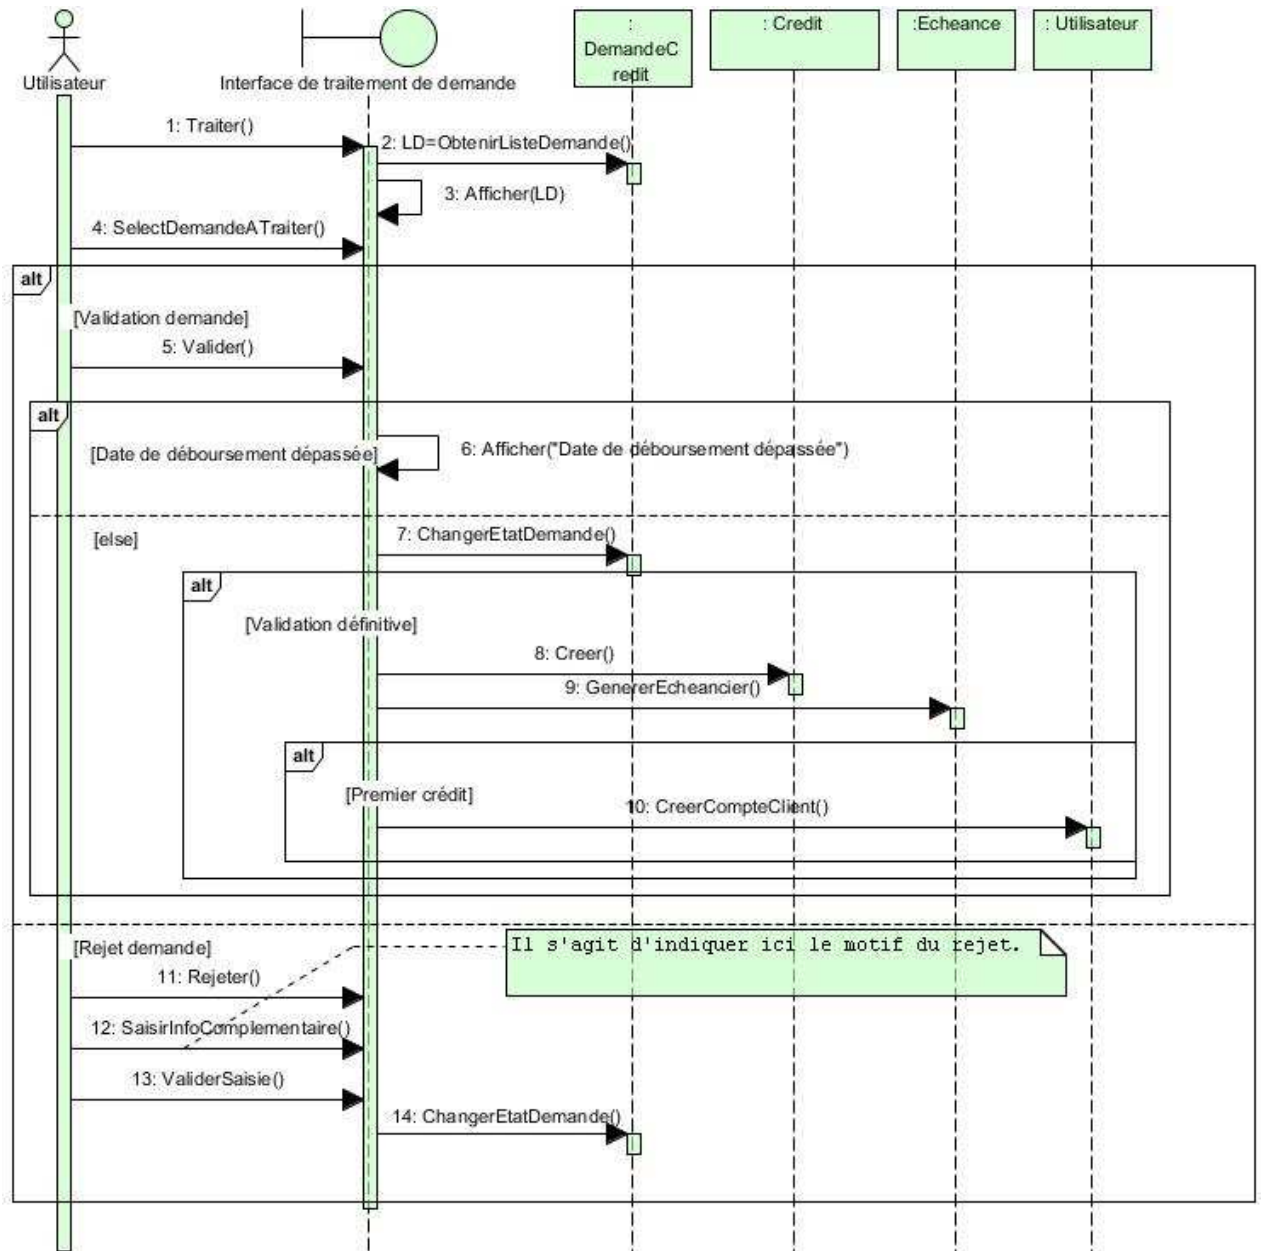 Utilisateur
Interface de traitement de demande
:
DemandeC
redit
: Credit
:Echeance
: Utilisateur
1: Traiter()
2: LD=ObtenirListeDemande()
3: Afficher(LD)
4: SelectDemandeATraiter()
alt
[Validation demande]
5: Valider()
alt
[Date de déboursement dépassée]
6: Afficher("Date de déboursement dépassée")
[else]
7: ChangerEtatDemande()
alt
[Validation définitive]
8: Creer()
9: GenererEcheancier()
alt
[Premier crédit]
10: CreerCompteClient()
[Rejet demande]
Il s'agit d'indiquer ici le motif du rejet.
11: Rejeter()
12: SaisirInfoComplementaire()
13: ValiderSaisie()
14: ChangerEtatDemande()